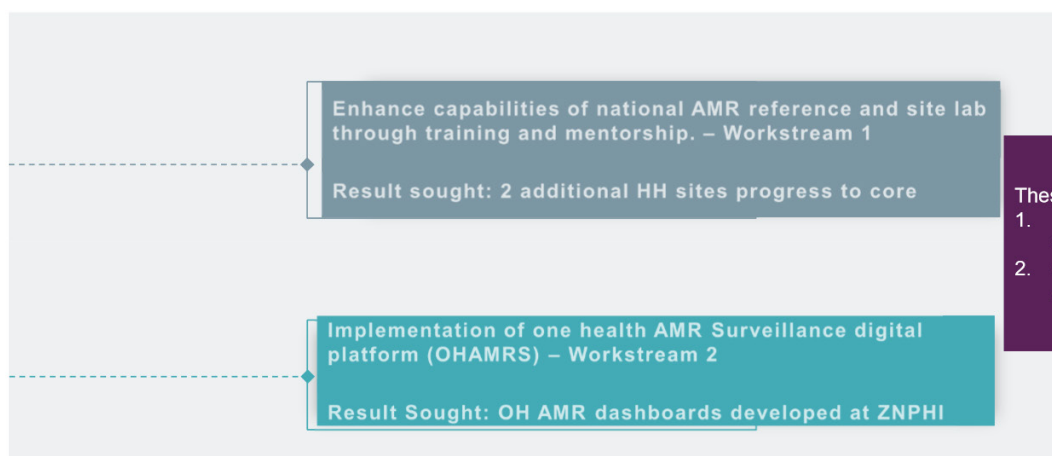 Enhance capabilities of national AMR reference and site lab
through training and mentorship. – Workstream 1
Result sought: 2 additional HH sites progress to core
Implementation of one health AMR Surveillance digital
platform (OHAMRS) – Workstream 2
Result Sought: OH AMR dashboards developed at ZNPHI
1.
2.